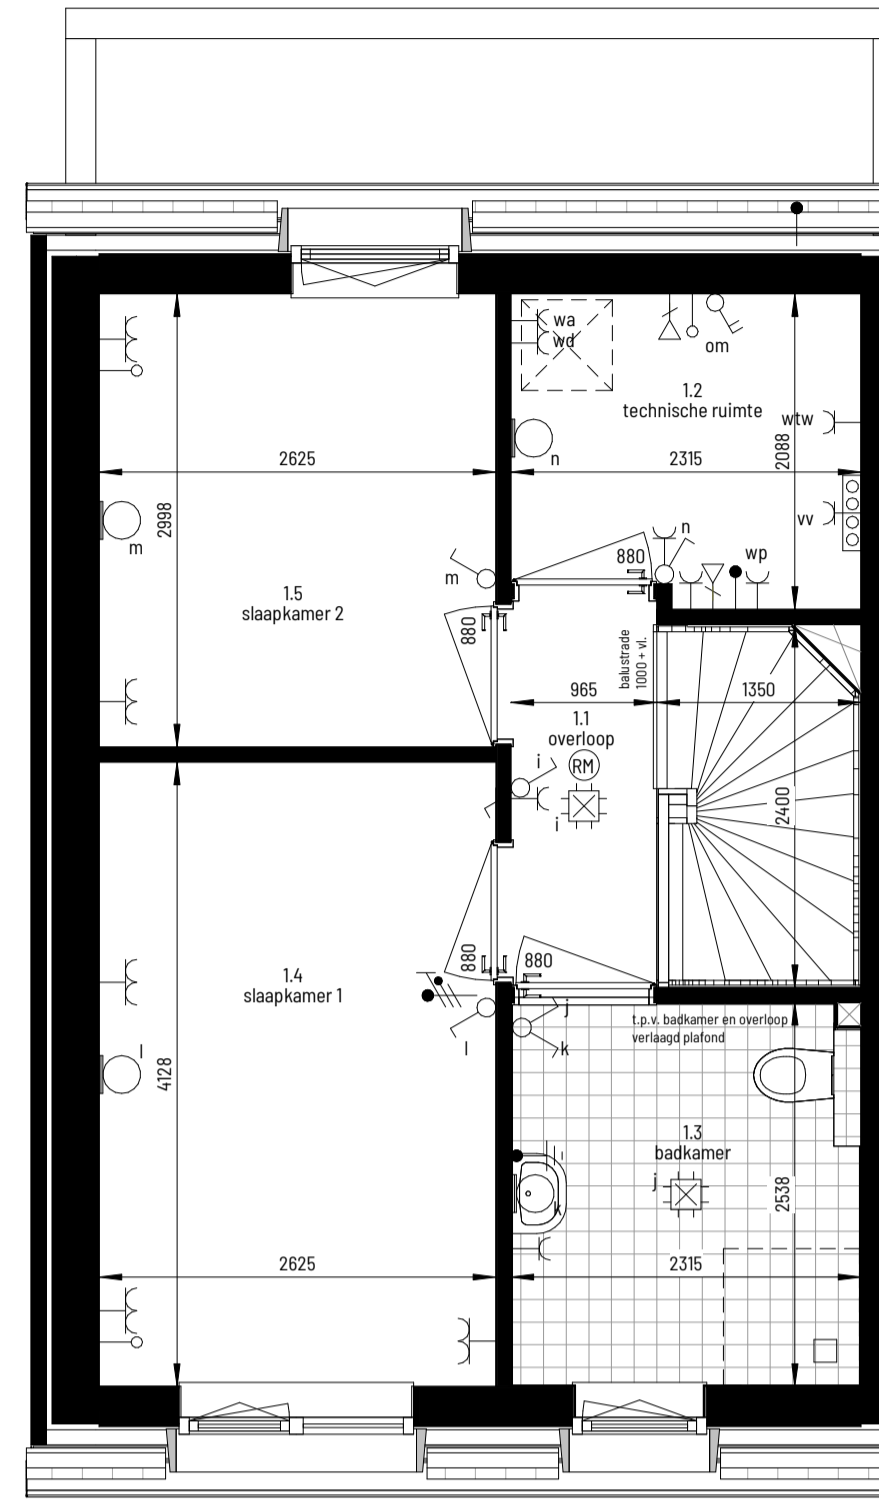 wa
wd
om
1.2
technische ruimte
wtw
2625
n
2315
2088
2998
m
vv
n
880
wp
m
1.5
slaapkamer 2
880
balustrade
1000 + vl.
965
1350
1.1
overloop
i
RM
i
2400
880
880
1.4
slaapkamer 1
j
t.p.v. badkamer en overloop
verlaagd plafond
l
k
l
4128
1.3
badkamer
j
k
2538
2625
2315